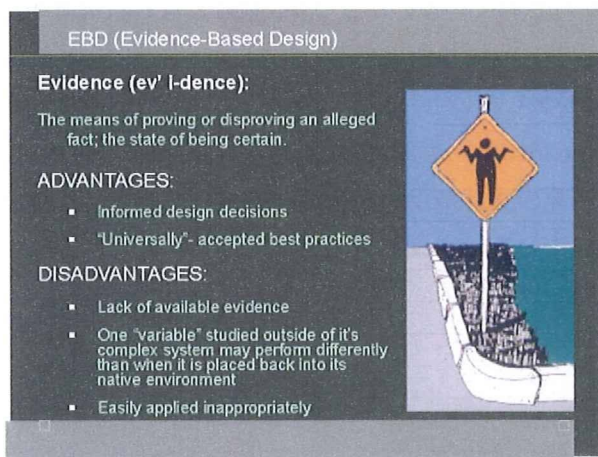 EBD (Evidence-Based Design)
Evidence (ev' i-dence):
The means of proving or disproving an alleged
fact; the state of being certain.
ADVANTAGES:
▪ Informed design decisions
▪ "Universally"- accepted best practices
DISADVANTAGES:
▪ Lack of available evidence
▪ One "variable" studied outside of it's
complex system may perform differently
than when it is placed back into its
native environment
▪ Easily applied inappropriately